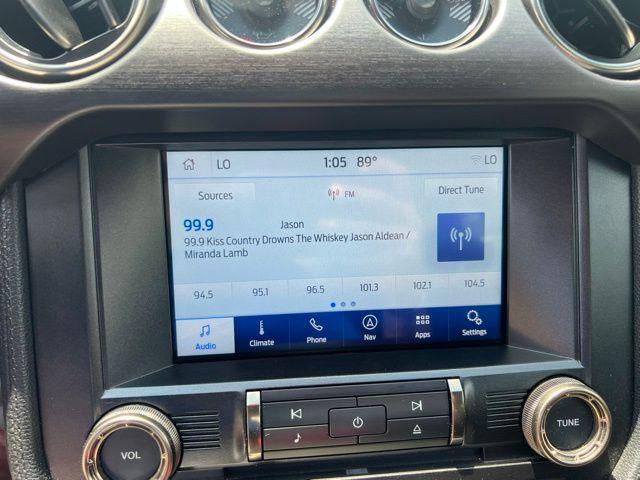 LO 1:05 89° LO
Sources FM Direct Tune
99.9 Jason
99.9 Kiss Country Drowns The Whiskey Jason Aldean /
Miranda Lamb
94.5 95.1 96.5 101.3 102.1 104.5
Audio Climate Phone Nav Apps Settings
VOL TUNE